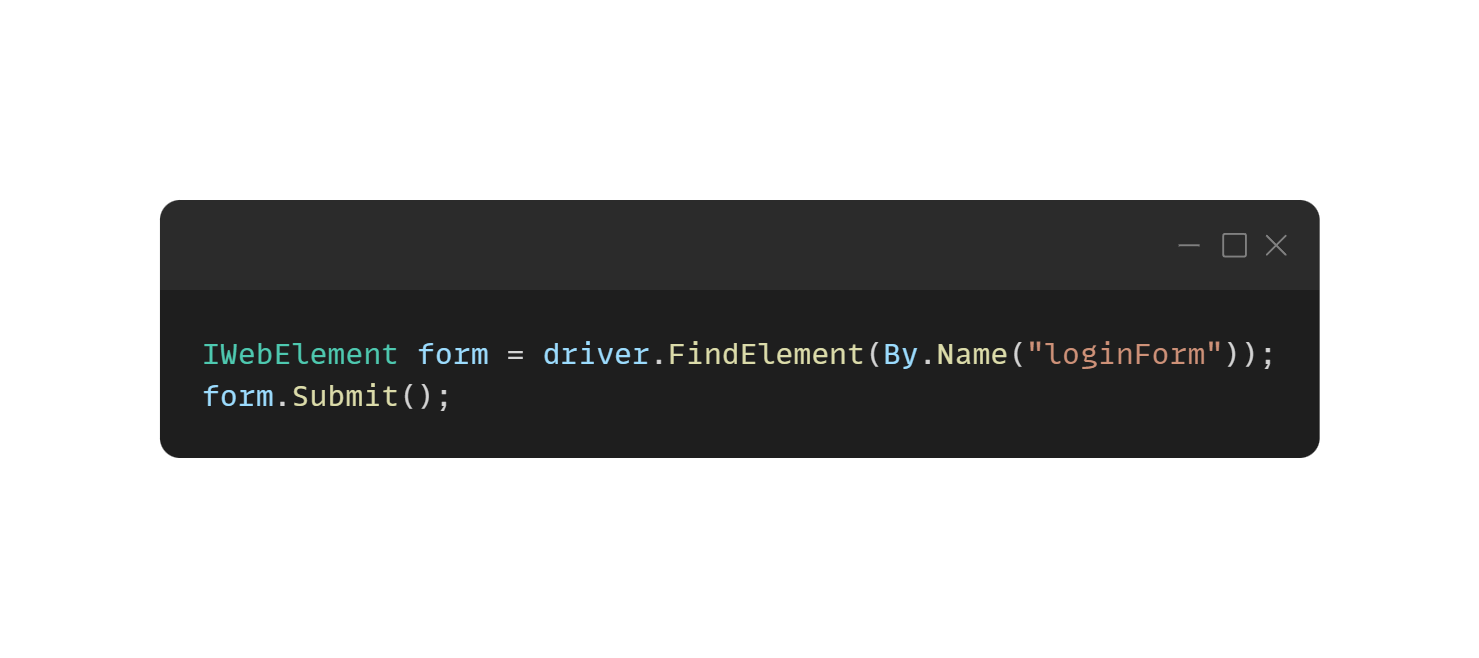 IWebElement form = driver.FindElement(By.Name("loginForm"));
form.Submit();